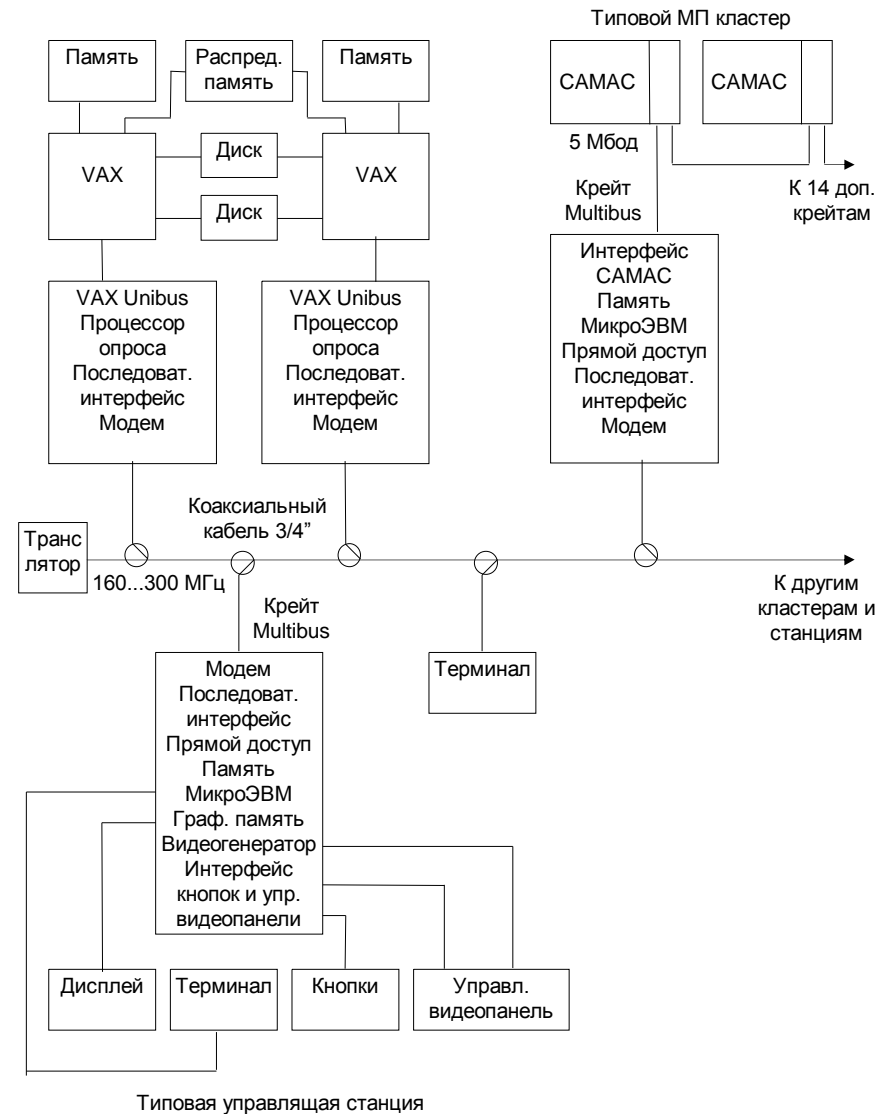 Типовой МП кластер
Память
Распред.
память
Память
CAMAC
CAMAC
VAX
Диск
VAX
Диск
5 Мбод
Крейт
Multibus
К 14 доп.
крейтам
VAX Unibus
Процессор
опроса
Последоват.
интерфейс
Модем
VAX Unibus
Процессор
опроса
Последоват.
интерфейс
Модем
Интерфейс
CAMAC
Память
МикроЭВМ
Прямой доступ
Последоват.
интерфейс
Модем
Транс
лятор
Коаксиальный
кабель 3/4”
160...300 МГц
К другим
кластерам и
станциям
Крейт
Multibus
Терминал
Модем
Последоват.
интерфейс
Прямой доступ
Память
МикроЭВМ
Граф. память
Видеогенератор
Интерфейс
кнопок и упр.
видеопанели
Дисплей
Терминал
Кнопки
Управл.
видеопанель
Типовая управлящая станция